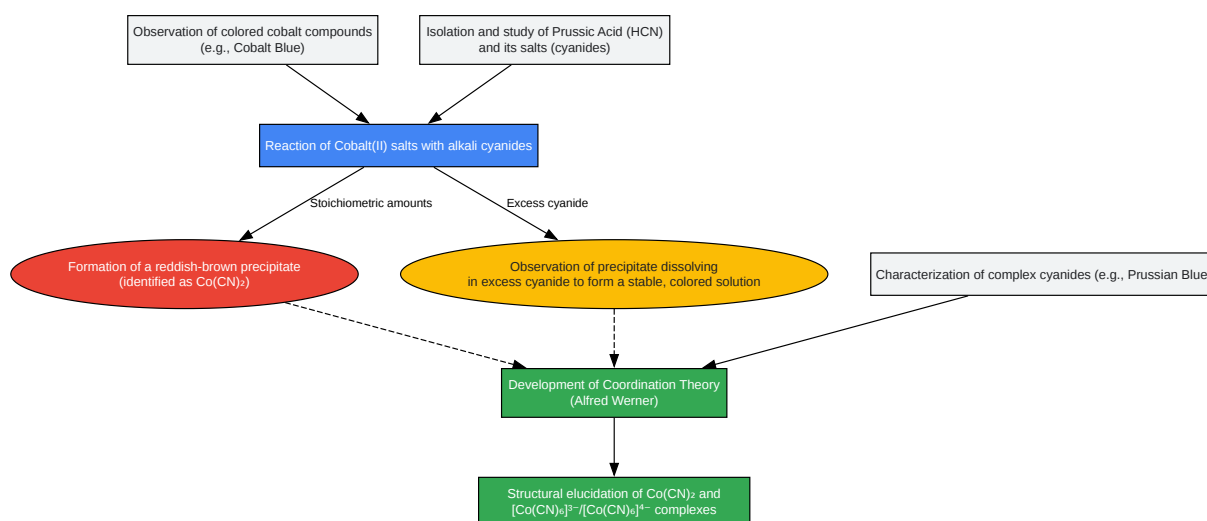 Observation of colored cobalt compounds
(e.g., Cobalt Blue)
Isolation and study of Prussic Acid (HCN)
and its salts (cyanides)
Reaction of Cobalt(II) salts with alkali cyanides
Stoichiometric amounts
Excess cyanide
Formation of a reddish-brown precipitate
(identified as Co(CN)₂)
Observation of precipitate dissolving
in excess cyanide to form a stable, colored solution
Characterization of complex cyanides (e.g., Prussian Blue
Development of Coordination Theory
(Alfred Werner)
Structural elucidation of Co(CN)₂ and
[Co(CN)₆]³⁻/[Co(CN)₆]⁴⁻ complexes